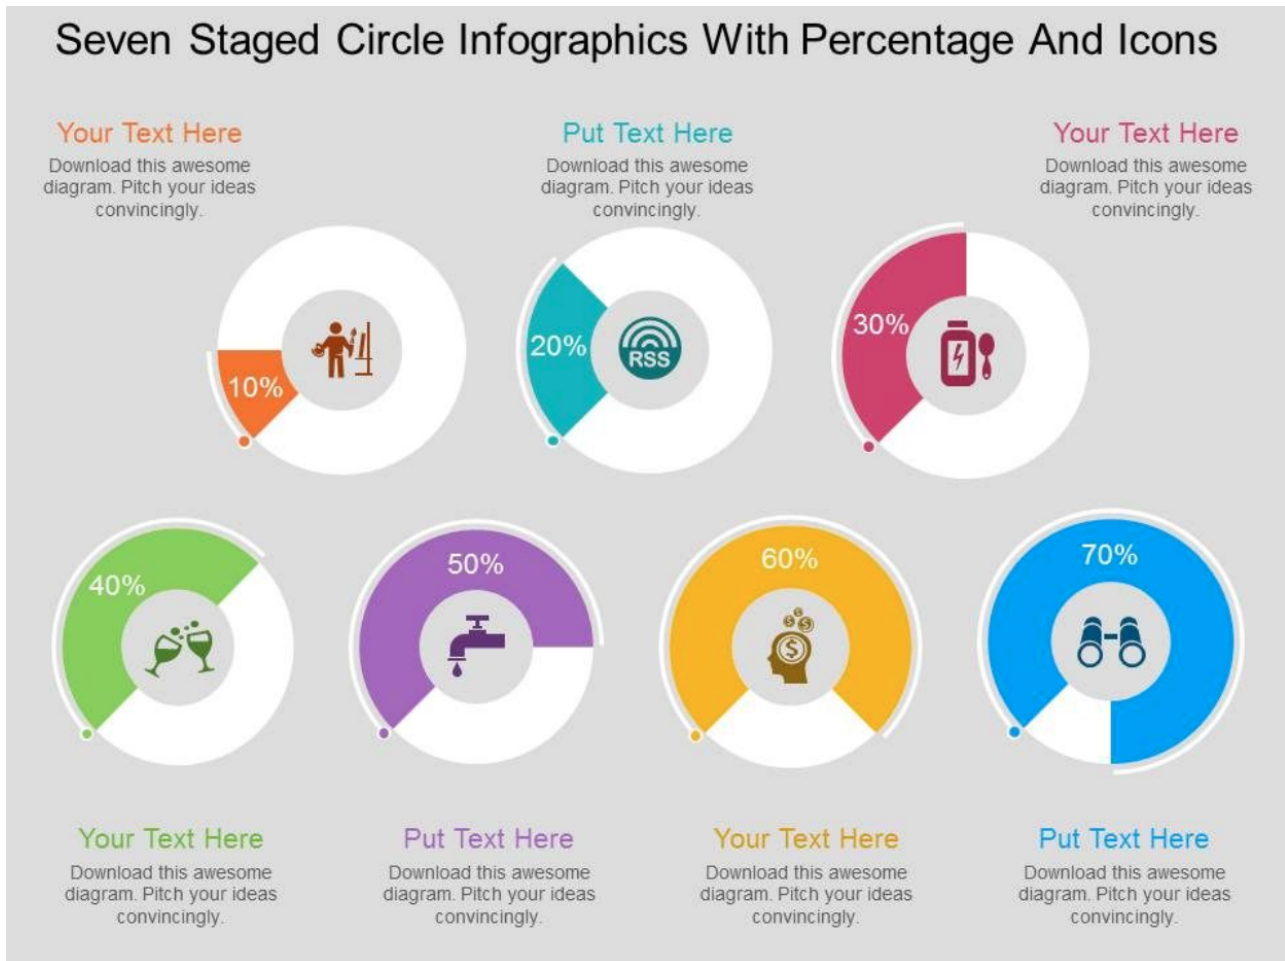 Seven Staged Circle Infographics With Percentage And Icons
Your Text Here
Download this awesome
diagram. Pitch your ideas
convincingly.
Put Text Here
Download this awesome
diagram. Pitch your ideas
convincingly.
Your Text Here
Download this awesome
diagram. Pitch your ideas
convincingly.
10%
20%
RSS
30%
40%
50%
60%
70%
Your Text Here
Download this awesome
diagram. Pitch your ideas
convincingly.
Put Text Here
Download this awesome
diagram. Pitch your ideas
convincingly.
Your Text Here
Download this awesome
diagram. Pitch your ideas
convincingly.
Put Text Here
Download this awesome
diagram. Pitch your ideas
convincingly.